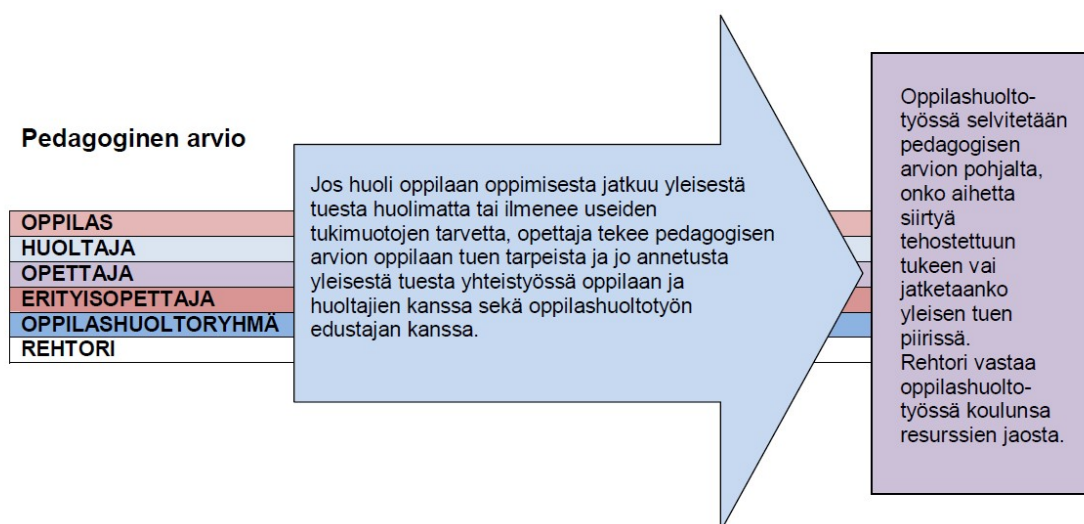 Pedagoginen arvio
OPPILAS
HUOLTAJA
OPETTAJA
ERITYISOPETTAJA
OPPILASHUOLTORYHMÄ
REHTORI
Jos huoli oppilaan oppimisesta jatkuu yleisestä
tuesta huolimatta tai ilmenee useiden
tukimuotojen tarvetta, opettaja tekee pedagogisen
arvion oppilaan tuen tarpeista ja jo annetusta
yleisestä tuesta yhteistyössä oppilaan ja
huoltajien kanssa sekä oppilashuoltotyön
edustajan kanssa.
Oppilashuolto-
työssä selvitetään
pedagogisen
arvion pohjalta,
onko aihetta
siirtyä
tehostettuun
tukeen vai
jatketaanko
yleisen tuen
piirissä.
Rehtori vastaa
oppilashuolto-
työssä koulunsa
resurssien jaosta.